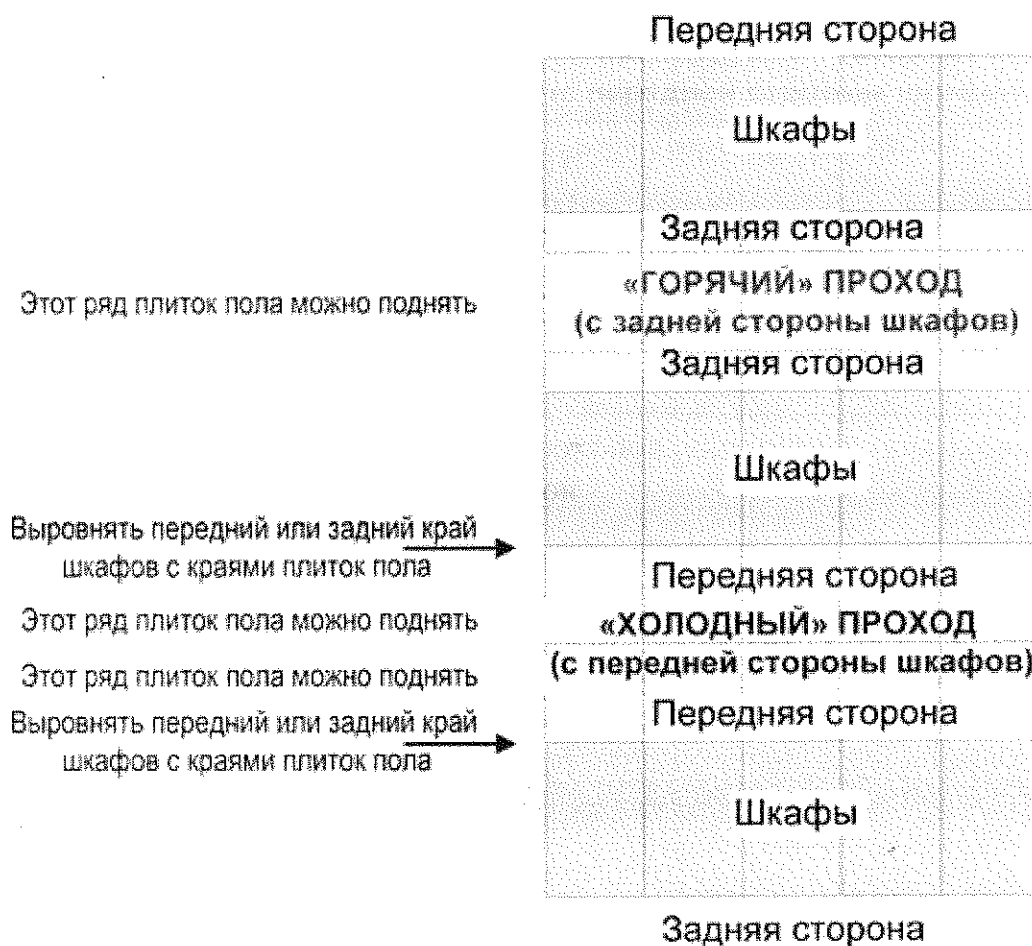 Передняя сторона
Шкафы
Задняя сторона
Этот ряд плиток пола можно поднять
«ГОРЯЧИЙ» ПРОХОД
(с задней стороны шкафов)
Задняя сторона
Шкафы
Выровнять передний или задний край
шкафов с краями плиток пола
Передняя сторона
Этот ряд плиток пола можно поднять
«ХОЛОДНЫЙ» ПРОХОД
(с передней стороны шкафов)
Этот ряд плиток пола можно поднять
Выровнять передний или задний край
шкафов с краями плиток пола
Передняя сторона
Шкафы
Задняя сторона